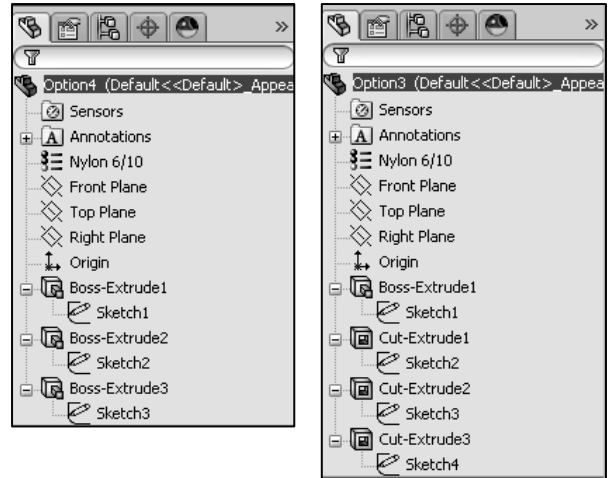 »
Option4 (Default<<Default>_Appea
Sensors
A Annotations
Nylon 6/10
Front Plane
Top Plane
Right Plane
Origin
Boss-Extrude1
Sketch1
Boss-Extrude2
Sketch2
Boss-Extrude3
Sketch3
»
Option3 (Default<<Default>_Appea
Sensors
A Annotations
Nylon 6/10
Front Plane
Top Plane
Right Plane
Origin
Boss-Extrude1
Sketch1
Cut-Extrude1
Sketch2
Cut-Extrude2
Sketch3
Cut-Extrude3
Sketch4